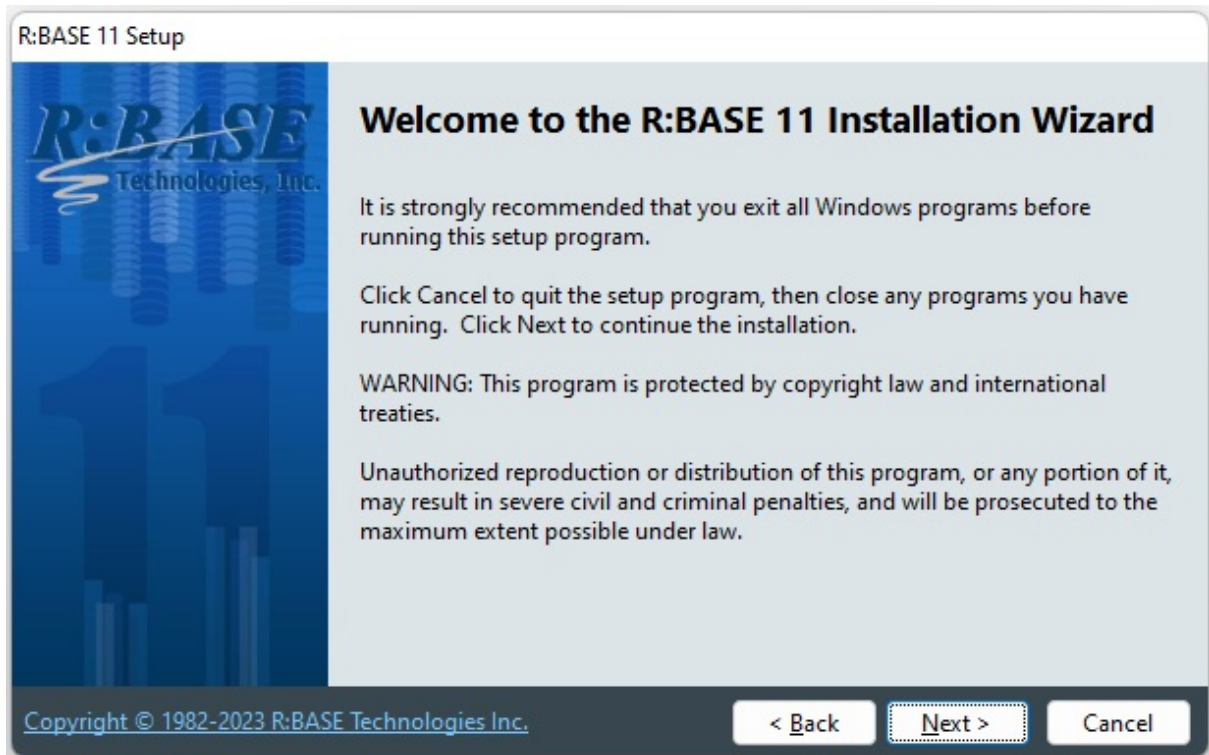 R:BASE 11 Setup
R:BASE
Technologies, Inc.
11
Welcome to the R:BASE 11 Installation Wizard
It is strongly recommended that you exit all Windows programs before
running this setup program.
Click Cancel to quit the setup program, then close any programs you have
running.  Click Next to continue the installation.
WARNING: This program is protected by copyright law and international
treaties.
Unauthorized reproduction or distribution of this program, or any portion of it,
may result in severe civil and criminal penalties, and will be prosecuted to the
maximum extent possible under law.
Copyright © 1982-2023 R:BASE Technologies Inc.
< Back
Next >
Cancel